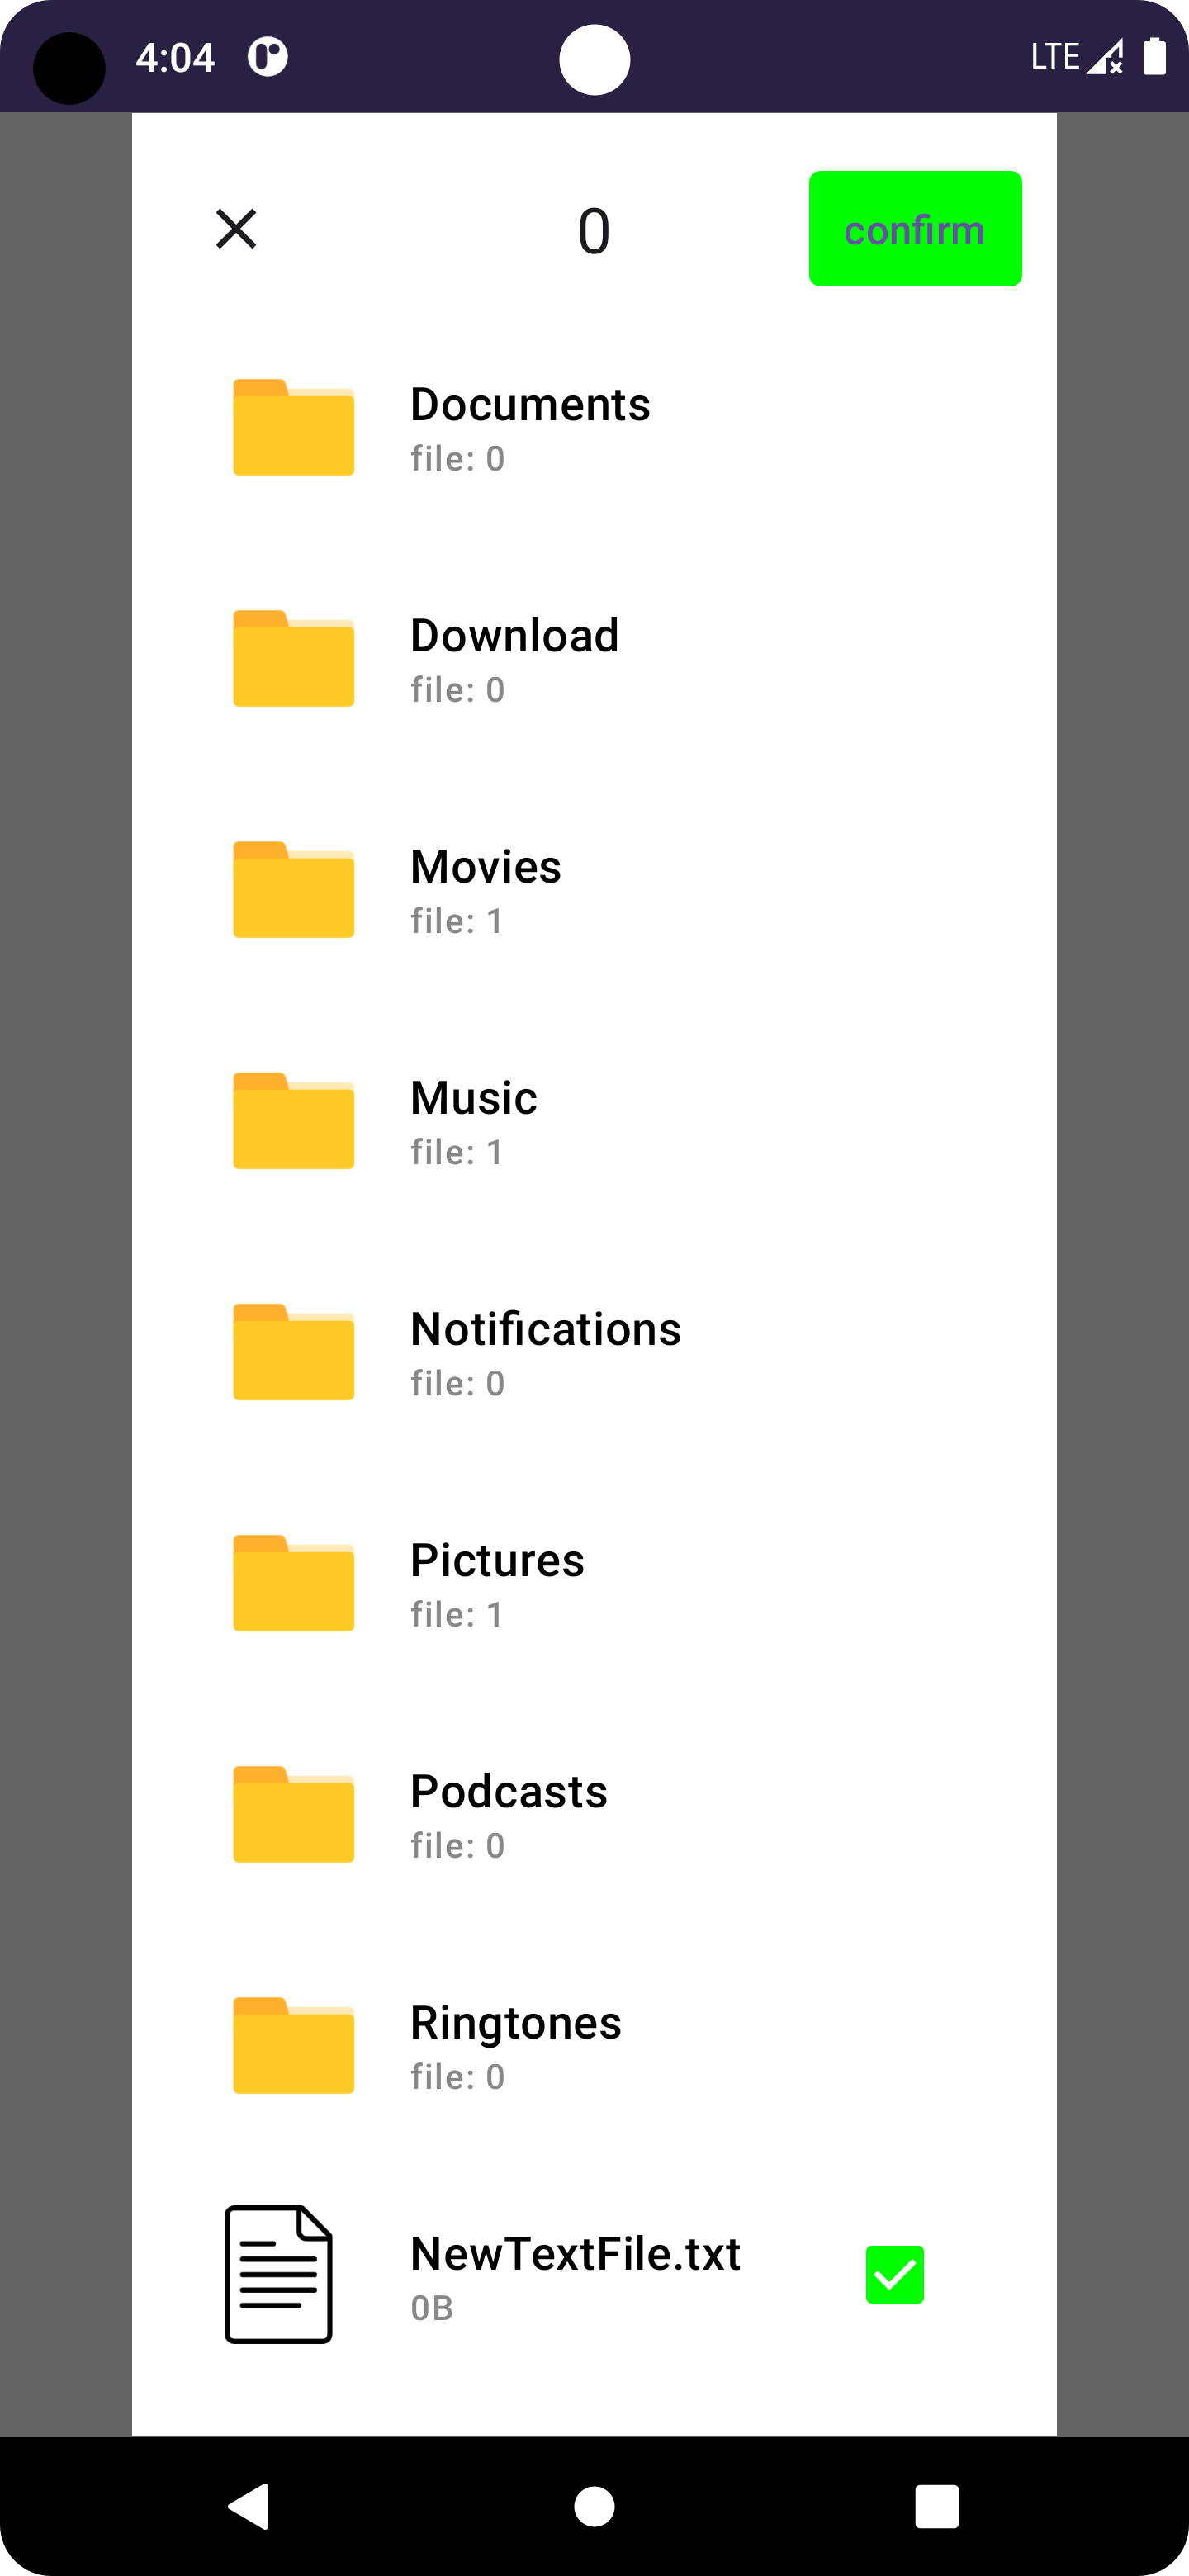 4:04
LTE
0
confirm
Documents
file: 0
Download
file: 0
Movies
file: 1
Music
file: 1
Notifications
file: 0
Pictures
file: 1
Podcasts
file: 0
Ringtones
file: 0
NewTextFile.txt
0B